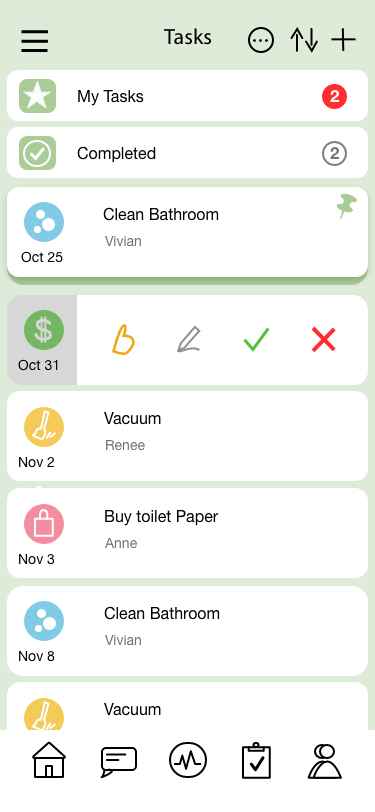 Tasks
My Tasks
2
Completed
2
Clean Bathroom
Vivian
Oct 25
$
Oct 31
Vacuum
Renee
Nov 2
Buy toilet Paper
Anne
Nov 3
Clean Bathroom
Vivian
Nov 8
Vacuum